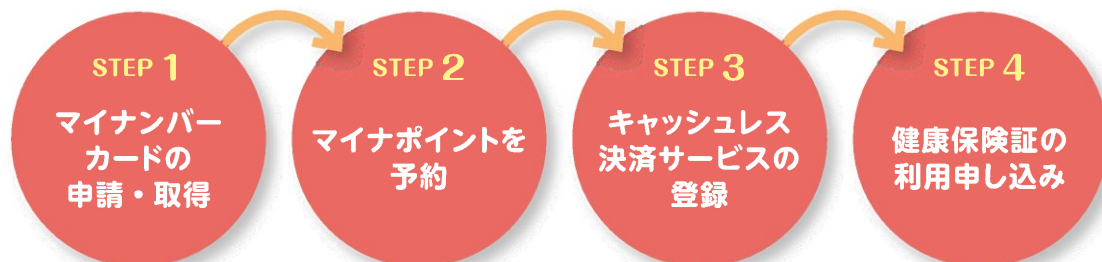 STEP 1
マイナンバー
カードの
申請・取得
STEP 2
マイナポイントを
予約
STEP 3
キャッシュレス
決済サービスの
登録
STEP 4
健康保険証の
利用申し込み